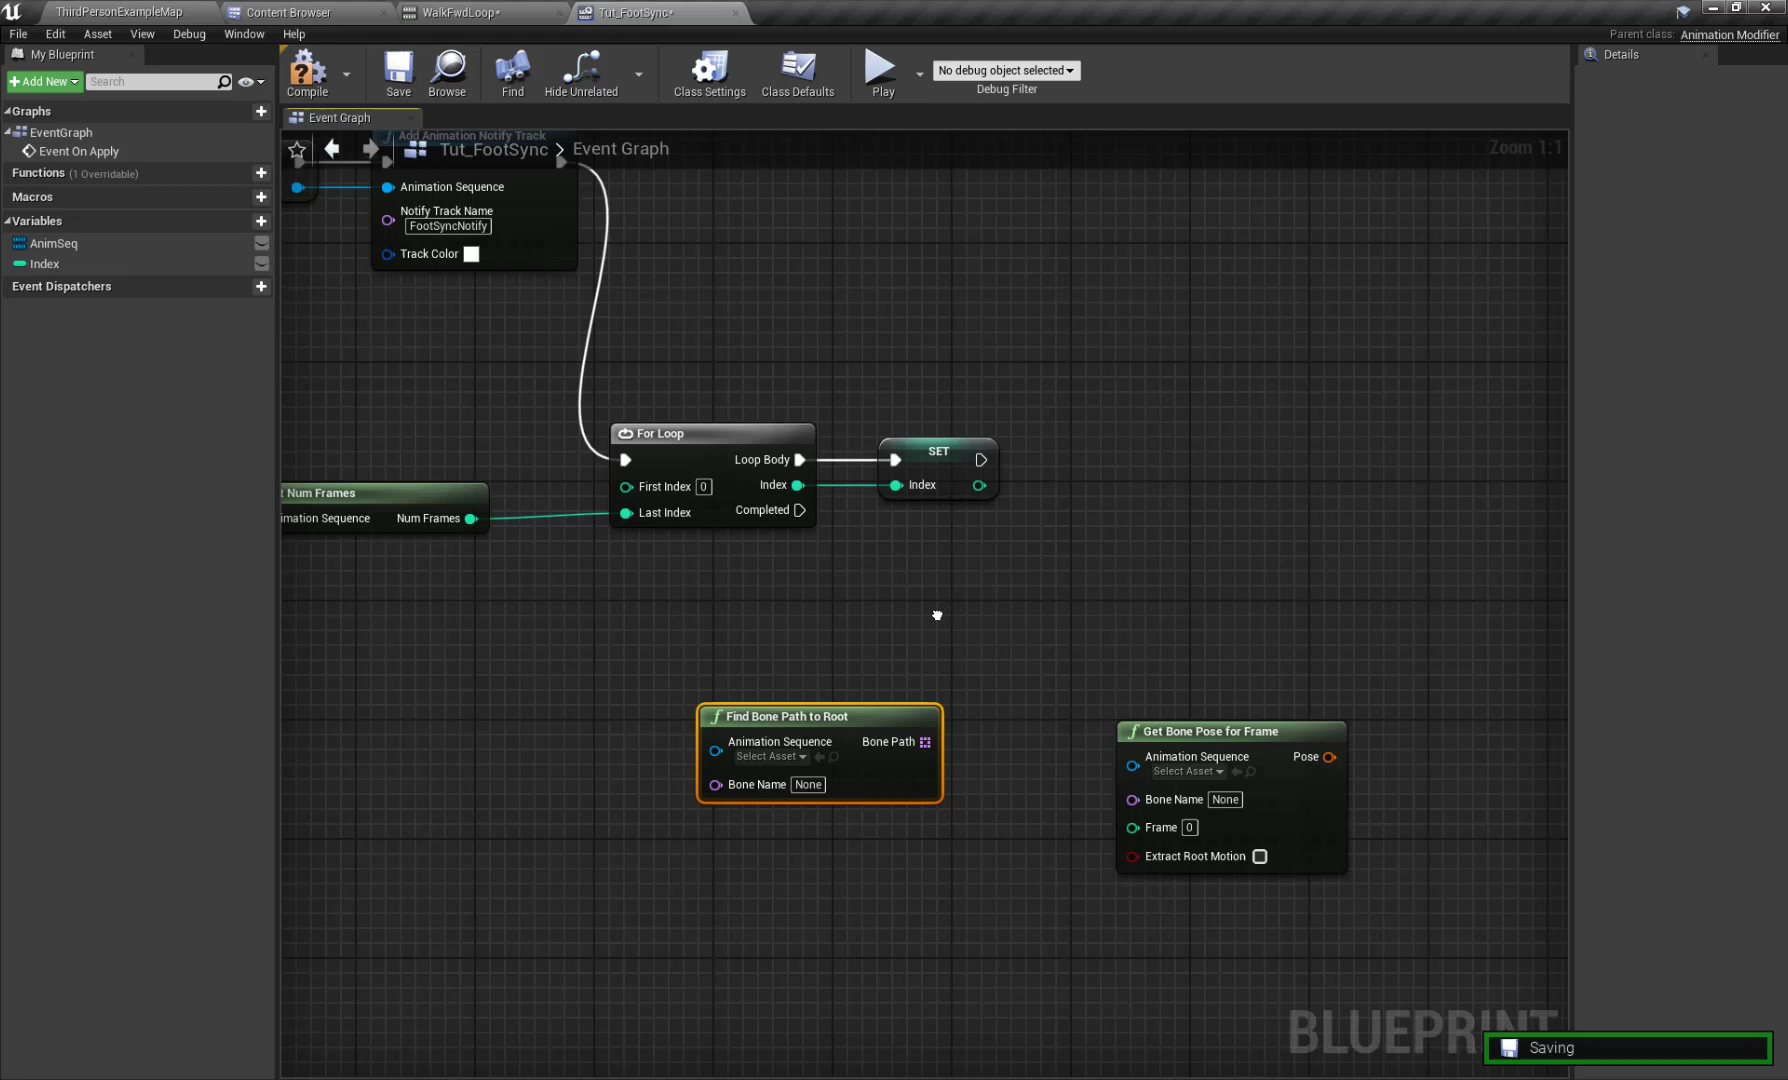 ThirdPersonExampleMap
Content Browser
WalkFwdLoop*
Tut_FootSync*
File Edit Asset View Debug Window Help
Parent class: Animation Modifier
My Blueprint
Add New
Search
Graphs
EventGraph
Event On Apply
Functions (1 Overridable)
Macros
Variables
AnimSeq
Index
Event Dispatchers
Compile
Save
Browse
Find
Hide Unrelated
Class Settings
Class Defaults
Play
No debug object selected
Debug Filter
Details
Event Graph
Tut_FootSync > Event Graph
Zoom 1:1
Add Animation Notify Track
Animation Sequence
Notify Track Name
FootSyncNotify
Track Color
t Num Frames
imation Sequence
Num Frames
For Loop
Loop Body
First Index 0
Index
Last Index
Completed
SET
Index
Find Bone Path to Root
Animation Sequence
Bone Path
Select Asset
Bone Name None
Get Bone Pose for Frame
Animation Sequence
Pose
Select Asset
Bone Name None
Frame 0
Extract Root Motion
BLUEPRINT
Saving